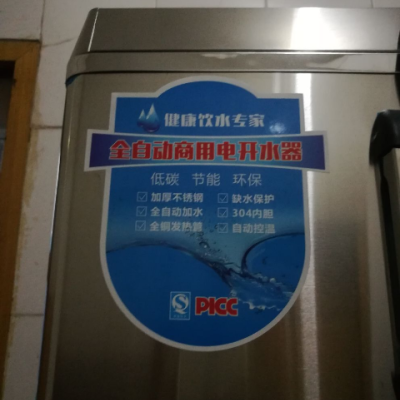 健康饮水专家
全自动商用电开水器
低碳 节能 环保
加厚不锈钢 缺水保护
全自动加水 304内胆
全铜发热管 自动控温
PICC